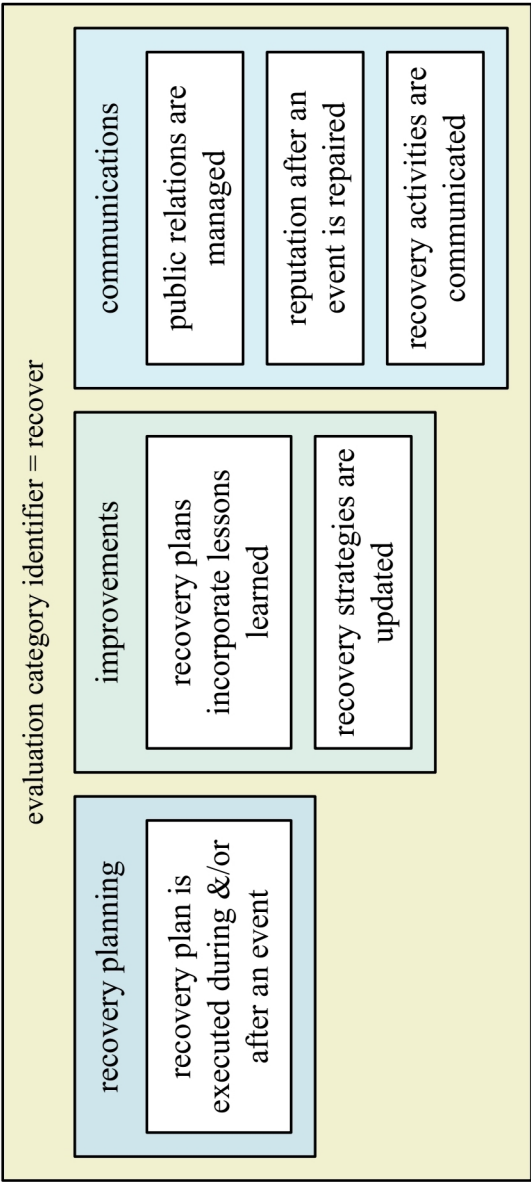 evaluation category identifier = recover
recovery planning
recovery plan is
executed during &/or
after an event
improvements
recovery plans
incorporate lessons
learned
recovery strategies are
updated
communications
public relations are
managed
reputation after an
event is repaired
recovery activities are
communicated